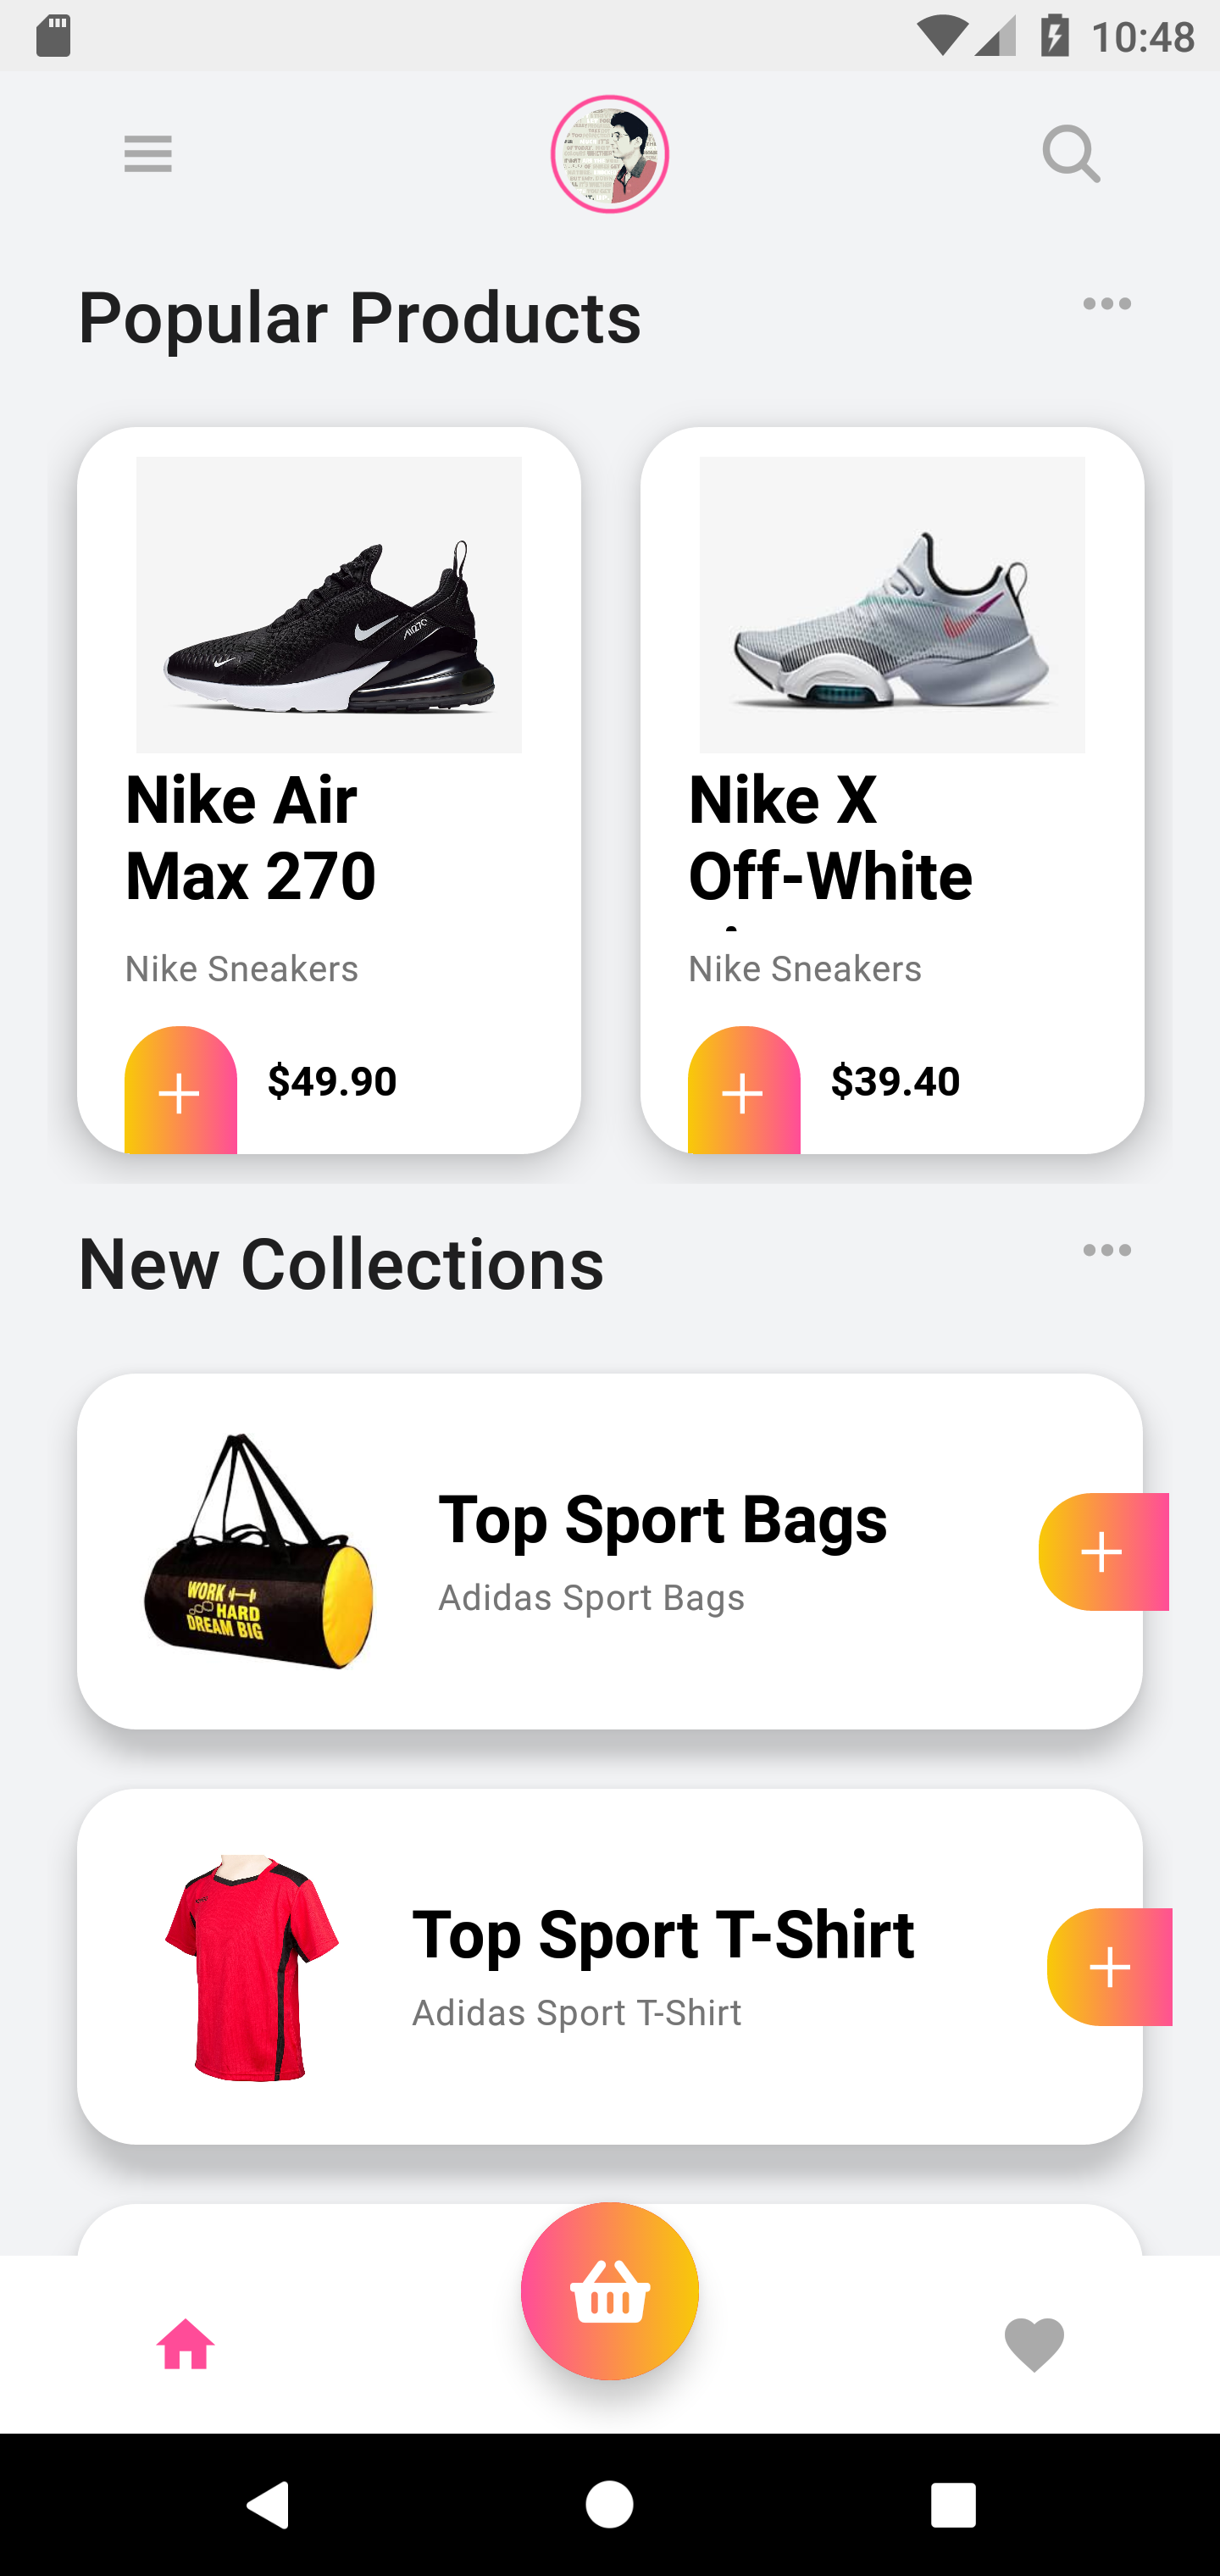 10:48
Popular Products
Nike Air
Max 270
Nike Sneakers
$49.90
Nike X
Off-White
Nike Sneakers
$39.40
New Collections
WORK
HARD
DREAM BIG
Top Sport Bags
Adidas Sport Bags
Top Sport T-Shirt
Adidas Sport T-Shirt